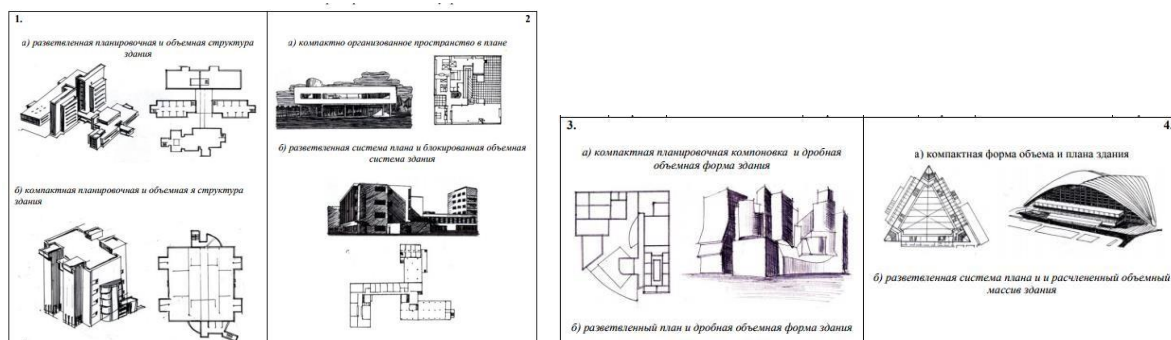 1.
а) разветвленная планировочная и объемная структура
здания
б) компактная планировочная и объемная я структура
здания
2
а) компактно организованное пространство в плане
б) разветвленная система плана и блокированная объемная
система здания
3.
а) компактная планировочная компоновка и дробная
объемная форма здания
б) разветвленный план и дробная объемная форма здания
4.
а) компактная форма объема и плана здания
б) разветвленная система плана и и расчлененный объемный
массив здания